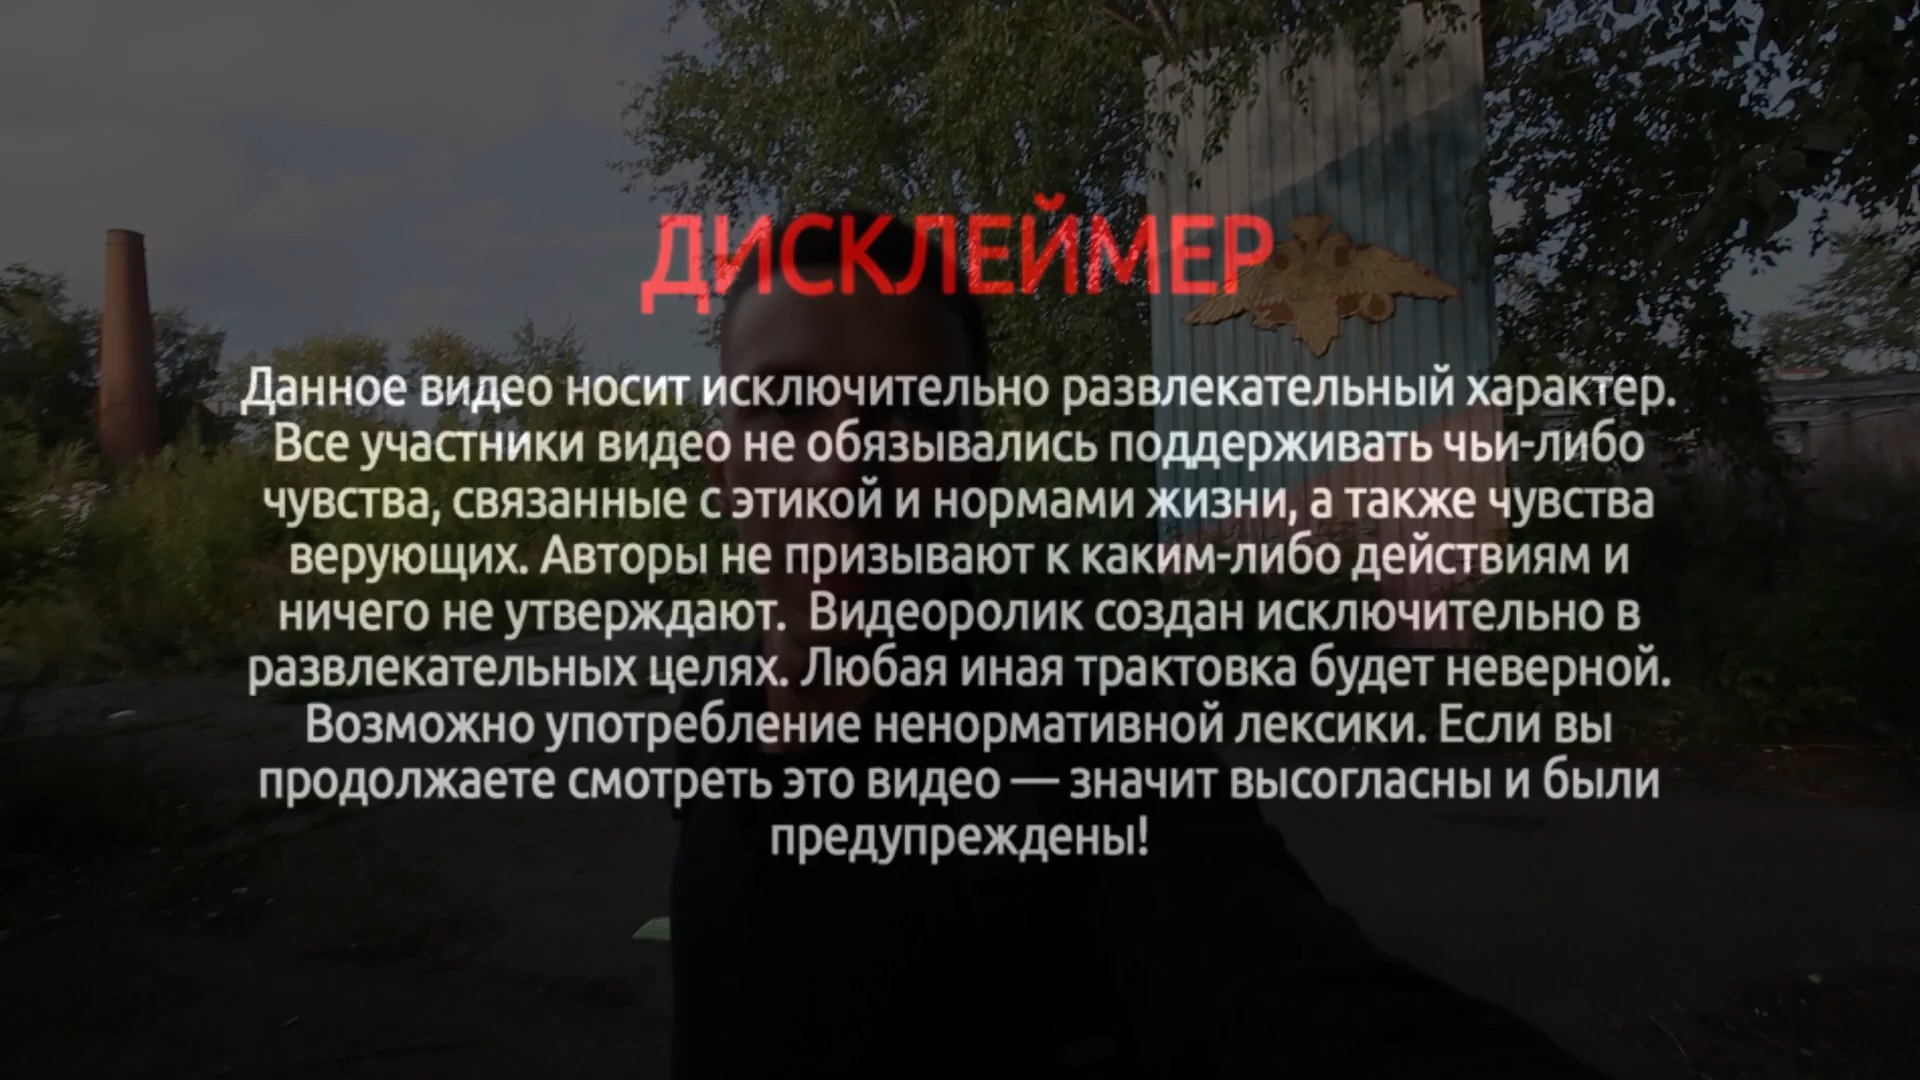 ДИСКЛЕЙМЕР
Данное видео носит исключительно развлекательный характер.
Все участники видео не обязывались поддерживать чьи-либо
чувства, связанные с этикой и нормами жизни, а также чувства
верующих. Авторы не призывают к каким-либо действиям и
ничего не утверждают.  Видеоролик создан исключительно в
развлекательных целях. Любая иная трактовка будет неверной.
Возможно употребление ненормативной лексики. Если вы
продолжаете смотреть это видео — значит высогласны и были
предупреждены!